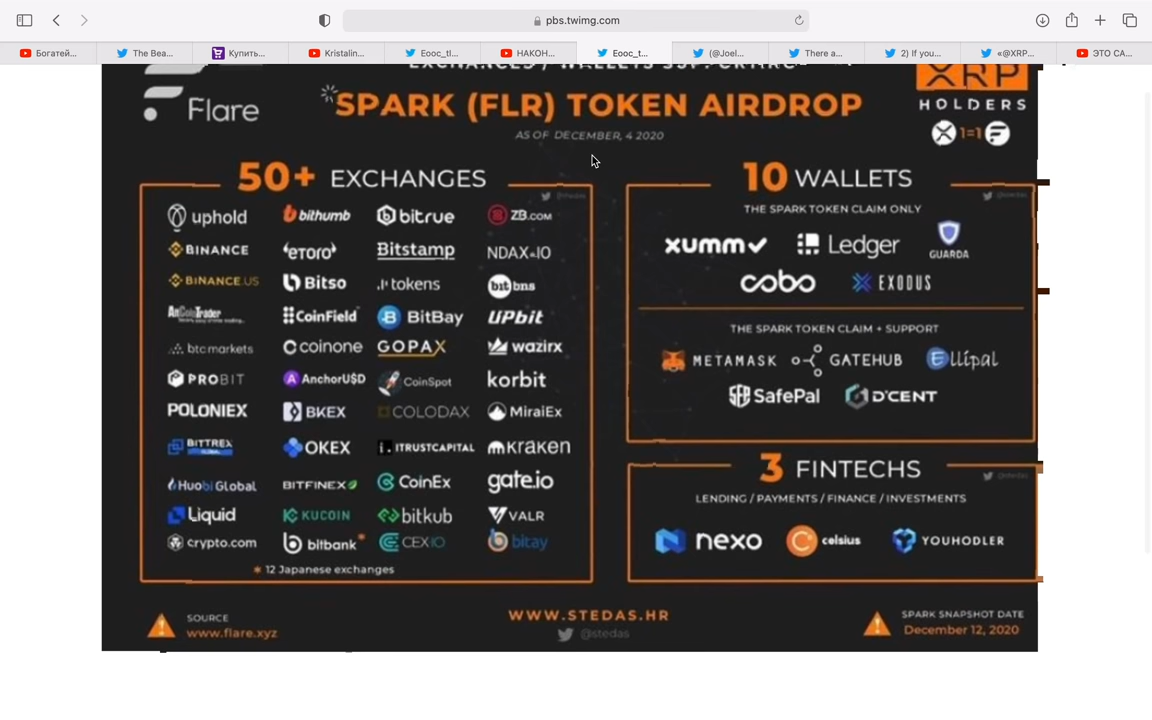 pbs.twimg.com
Богатей...
The Bea...
Купить...
Kristalin...
Eooc_tI...
НАКОН...
Eooc_t...
(@Joel...
There a...
2) If you...
«@XRP...
ЭТО СА...
Flare
SPARK (FLR) TOKEN AIRDROP
AS OF DECEMBER, 4 2020
XRP
HOLDERS
1=1
50+ EXCHANGES
uphold bithumb bitrue ZB.COM
BINANCE eTORO Bitstamp NDAX.IO
BINANCE.US Bitso tokens bitbns
CoinField BitBay UPbit
btcmarkets coinone GOPAX wazirx
PROBIT AnchorU$D CoinSpot korbit
POLONIEX BKEX COLODAX MiraiEx
BITTREX GLOBAL OKEX ITRUSTCAPITAL kraken
Huobi Global BITFINEX CoinEx gate.io
Liquid KUCOIN bitkub VALR
crypto.com bitbank* CEXIO bitay
* 12 Japanese exchanges
10 WALLETS
THE SPARK TOKEN CLAIM ONLY
xumm Ledger GUARDA
cobo EXODUS
THE SPARK TOKEN CLAIM + SUPPORT
METAMASK GATEHUB Ellipal
SafePal D'CENT
3 FINTECHS
LENDING / PAYMENTS / FINANCE / INVESTMENTS
nexo celsius YOUHODLER
SOURCE
www.flare.xyz
WWW.STEDAS.HR
@stedas
SPARK SNAPSHOT DATE
December 12, 2020